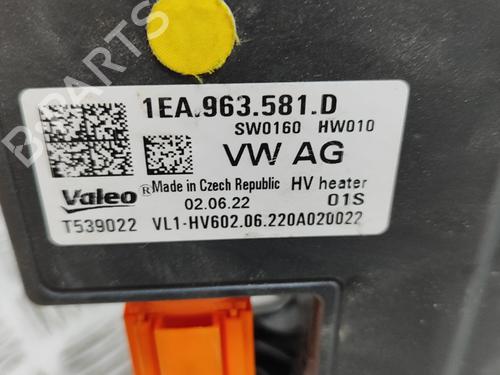 1EA.963.581.D
SW0160 HW010
VW AG
Valeo ® Made in Czech Republic HV heater
02.06.22 01S
T539022 VL1-HV602.06.220A020022
B-PARTS